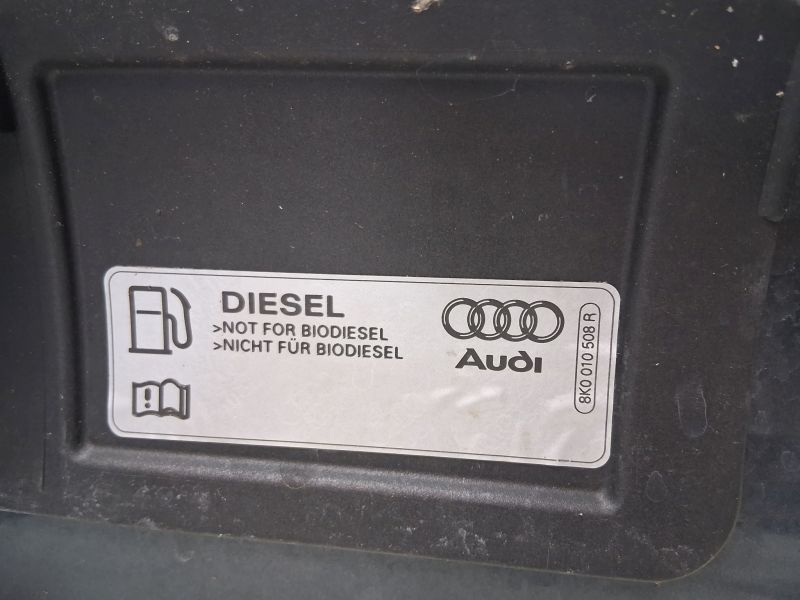 DIESEL
>NOT FOR BIODIESEL
>NICHT FÜR BIODIESEL
Audi
8K0 010 508 R